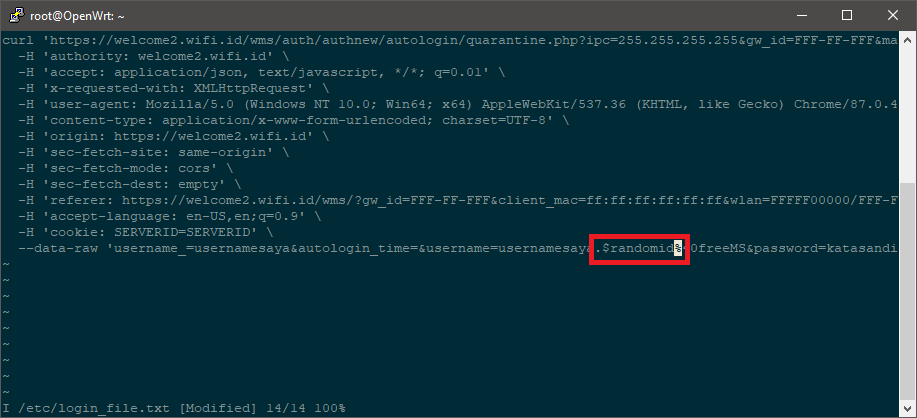 root@OpenWrt: ~
curl 'https://welcome2.wifi.id/wms/auth/authnew/autologin/quarantine.php?ipc=255.255.255.255&gw_id=FFF-FF-FFF&ma
-H 'authority: welcome2.wifi.id' \
-H 'accept: application/json, text/javascript, */*; q=0.01' \
-H 'x-requested-with: XMLHttpRequest' \
-H 'user-agent: Mozilla/5.0 (Windows NT 10.0; Win64; x64) AppleWebKit/537.36 (KHTML, like Gecko) Chrome/87.0.4
-H 'content-type: application/x-www-form-urlencoded; charset=UTF-8' \
-H 'origin: https://welcome2.wifi.id' \
-H 'sec-fetch-site: same-origin' \
-H 'sec-fetch-mode: cors' \
-H 'sec-fetch-dest: empty' \
-H 'referer: https://welcome2.wifi.id/wms/?gw_id=FFF-FF-FFF&client_mac=ff:ff:ff:ff:ff:ff&wlan=FFFFF00000/FFF-F
-H 'accept-language: en-US,en;q=0.9' \
-H 'cookie: SERVERID=SERVERID' \
--data-raw 'username_=usernamesaya&autologin_time=&username=usernamesaya.$randomid%40freeMS&password=katasandi
~
~
~
~
~
~
~
~
~
I /etc/login_file.txt [Modified] 14/14 100%